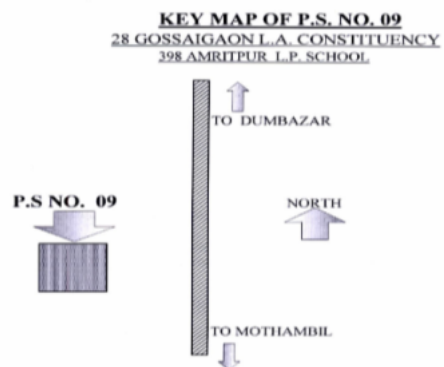 KEY MAP OF P.S. NO. 09
28 GOSSAIGAON L.A. CONSTITUENCY
398 AMRITPUR L.P. SCHOOL
TO DUMBAZAR
P.S NO. 09
NORTH
TO MOTHAMBIL